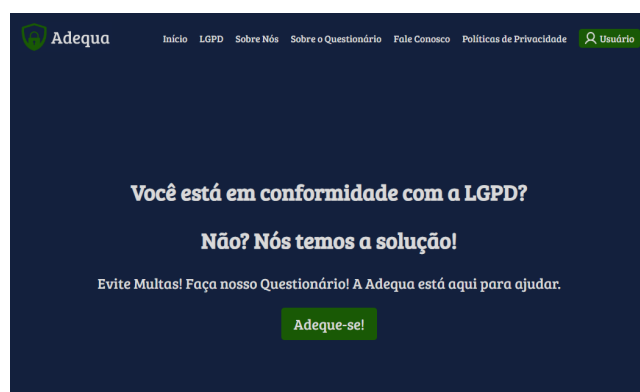 Adequa
Início LGPD Sobre Nós Sobre o Questionário Fale Conosco Políticas de Privacidade Usuário
Você está em conformidade com a LGPD?
Não? Nós temos a solução!
Evite Multas! Faça nosso Questionário! A Adequa está aqui para ajudar.
Adeque-se!